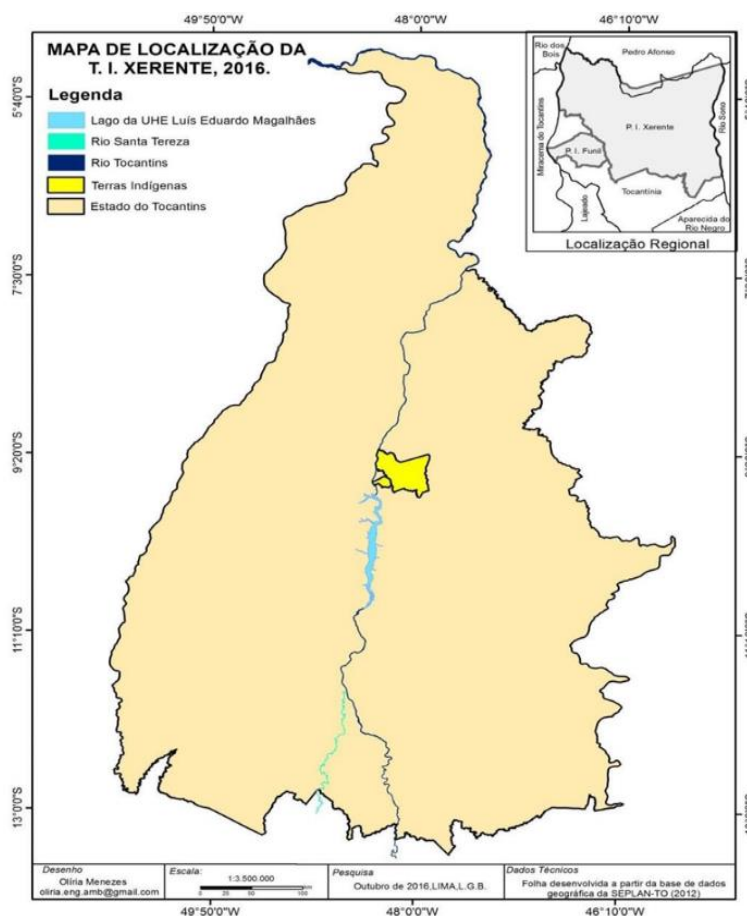 49°50'0"W
48°0'0"W
46°10'0"W
MAPA DE LOCALIZAÇÃO DA
T. I. XERENTE, 2016.
Legenda
Lago da UHE Luís Eduardo Magalhães
Rio Santa Tereza
Rio Tocantins
Terras Indígenas
Estado do Tocantins
Rio dos
Bois
Pedro Afonso
Rio Sono
P. I. Xerente
P. I. Funil
Miracema do Tocantins
Tocantínia
Lajeado
Aparecida do
Rio Negro
Localização Regional
5°40'0"S
7°30'0"S
9°20'0"S
11°10'0"S
13°0'0"S
Desenho
Olíria Menezes
oliria.eng.amb@gmail.com
Escala:
1:3.500.000
0 20 40 60 100
Pesquisa
Outubro de 2016,LIMA,L.G.B.
Dados Técnicos
Folha desenvolvida a partir da base de dados
geográfica da SEPLAN-TO (2012)
49°50'0"W
48°0'0"W
46°10'0"W